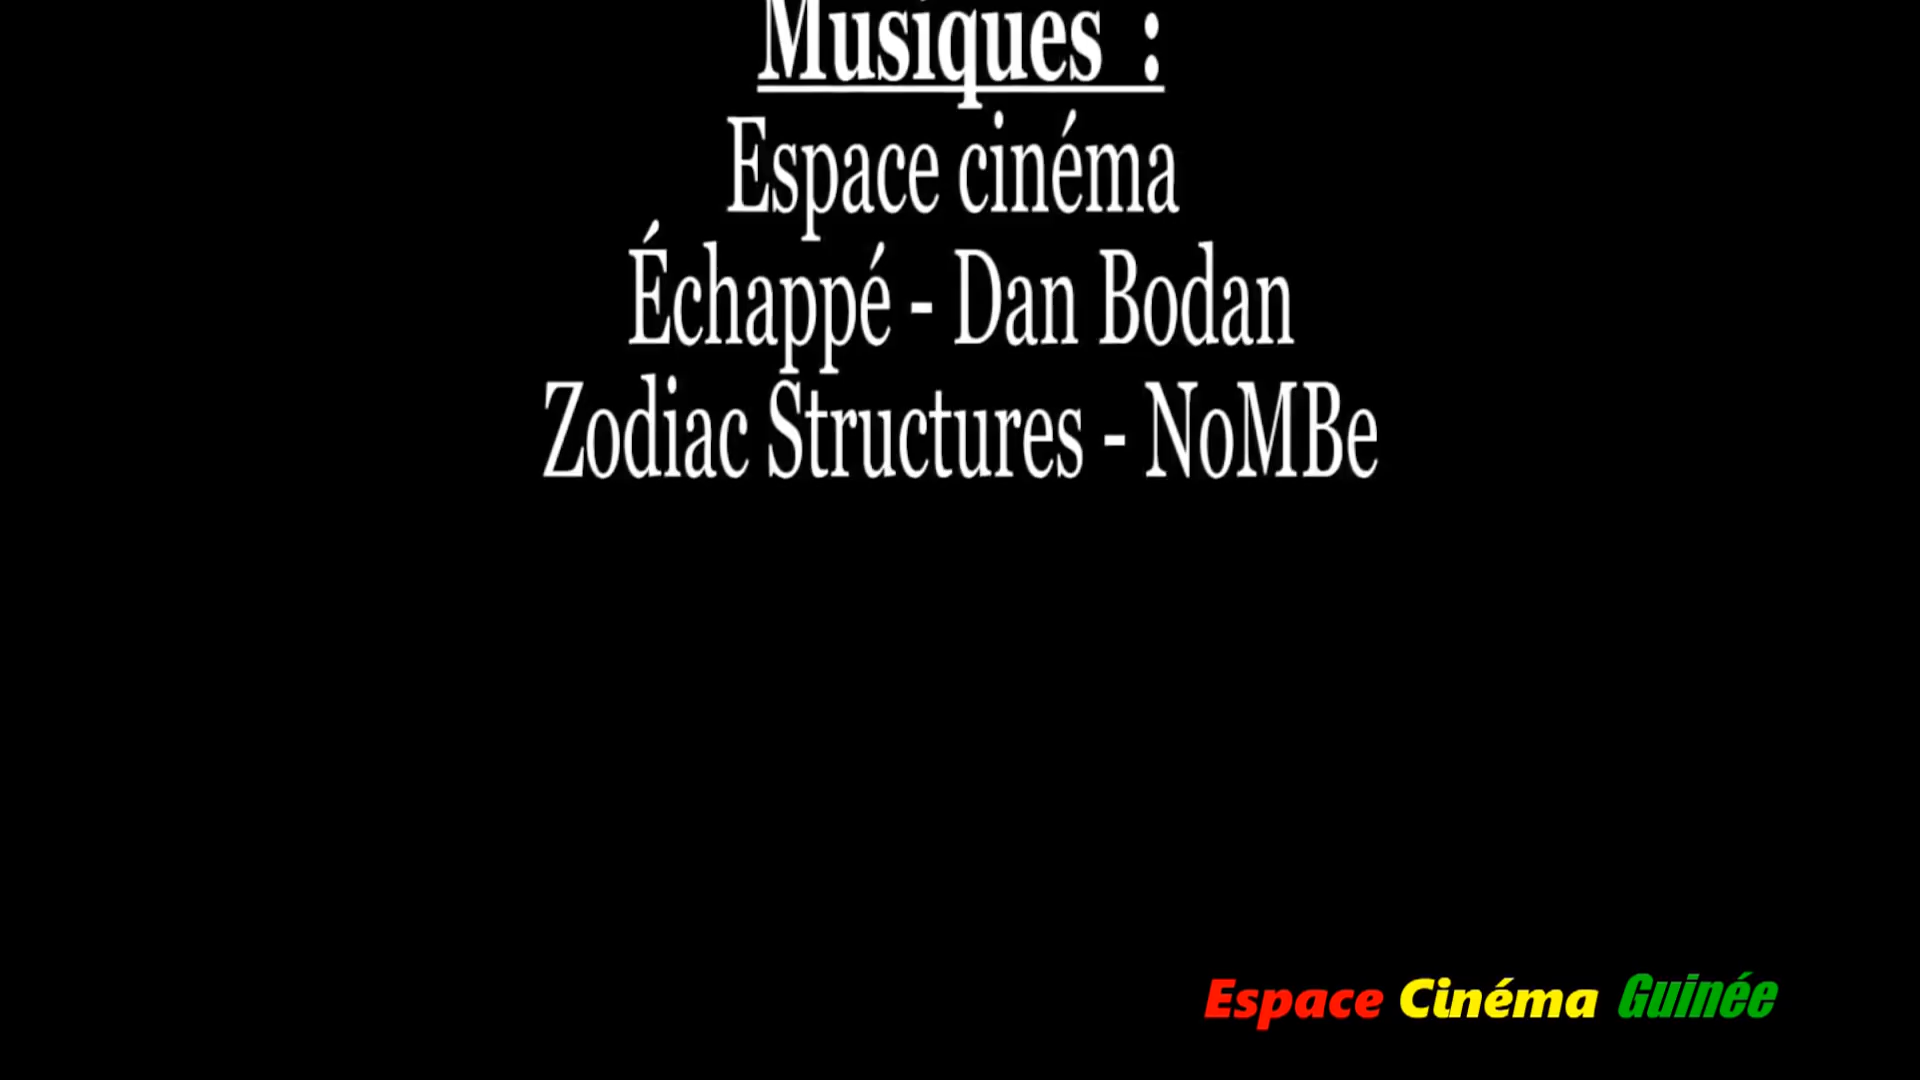 Musiques :
Espace cinéma
Échappé - Dan Bodan
Zodiac Structures - NoMBe
Espace Cinéma Guinée